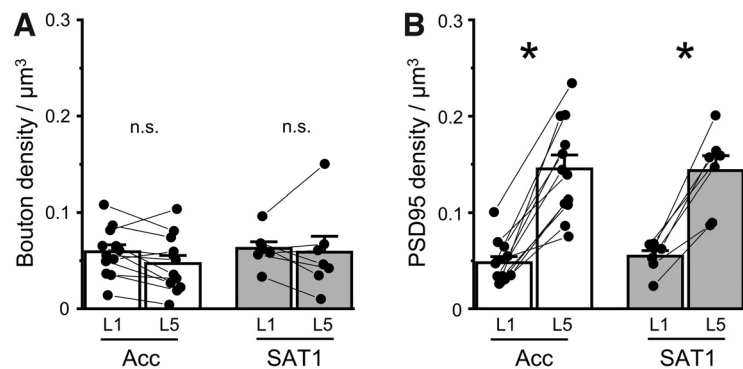 A
Bouton density / μm³
0.3
0.2
0.1
0
n.s.
n.s.
L1
L5
L1
L5
Acc
SAT1
B
PSD95 density / μm³
0.3
0.2
0.1
0
*
*
L1
L5
L1
L5
Acc
SAT1